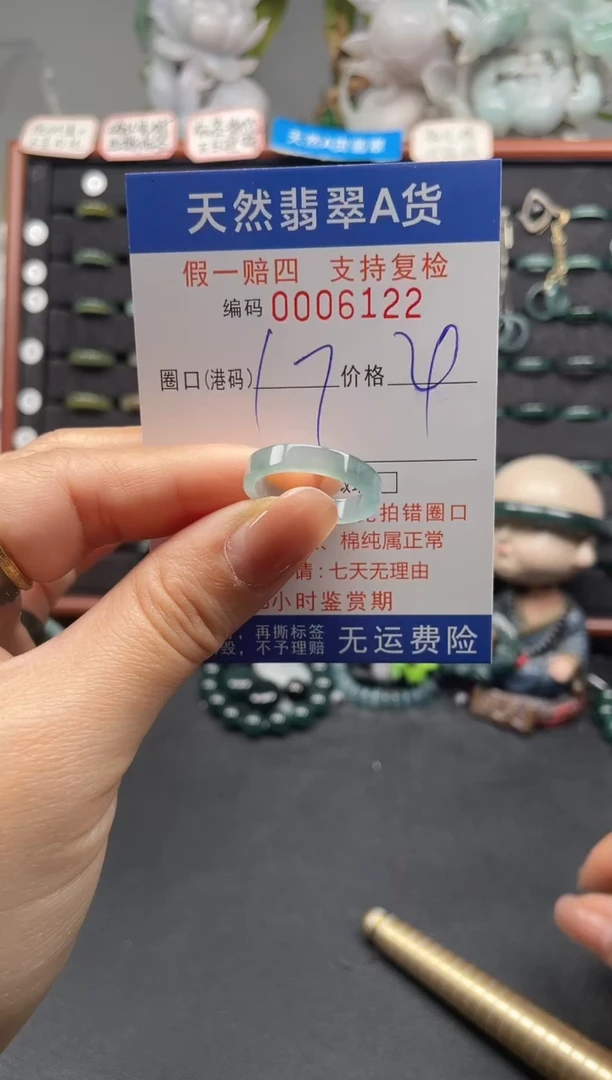 天然翡翠A货
假一赔四 支持复检
编码 0006122
圈口(港码) 17 价格 4
拍错圈口
、棉纯属正常
请:七天无理由
小时鉴赏期
,再撕标签
毁,不予理赔
无运费险